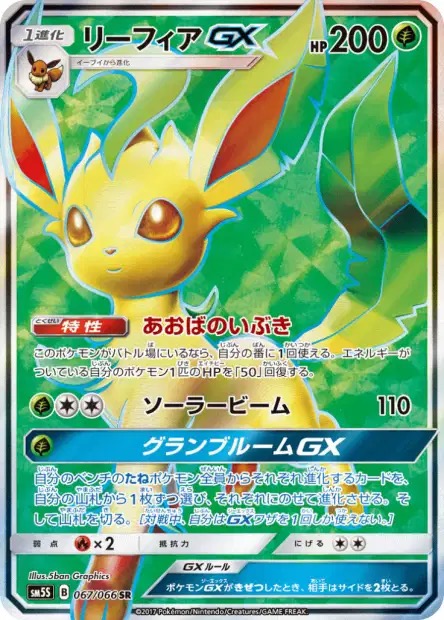 1進化
リーフィアGX
HP200
イーブイから進化
とくせい
特性 あおばのいぶき
このポケモンがバトル場にいるなら、自分の番に1回使える。エネルギーが
ついている自分のポケモン1匹のHPを「50」回復する。
ソーラービーム 110
グランブルームGX
自分のベンチのたねポケモン全員からそれぞれ進化するカードを、
自分の山札から1枚ずつ選び、それぞれにのせて進化させる。そ
して山札を切る。[対戦中、自分はGXワザを1回しか使えない。]
弱点 ×2 抵抗力 にげる
Illus.5ban Graphics
GXルール
sm5S B 067/066 SR
ポケモンGXがきぜつしたとき、相手はサイドを2枚とる。
©2017 Pokémon/Nintendo/Creatures/GAME FREAK.